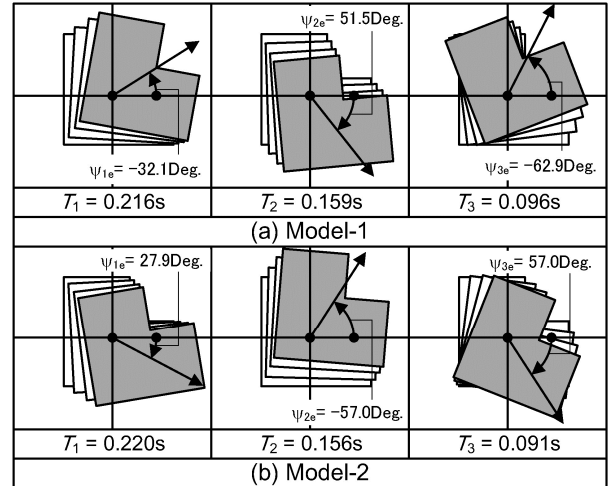 ψ2e= 51.5Deg.
ψ1e= −32.1Deg.
ψ3e= −62.9Deg.
T1 = 0.216s
T2 = 0.159s
T3 = 0.096s
(a) Model-1
ψ1e= 27.9Deg.
ψ3e= 57.0Deg.
ψ2e= −57.0Deg.
T1 = 0.220s
T2 = 0.156s
T3 = 0.091s
(b) Model-2